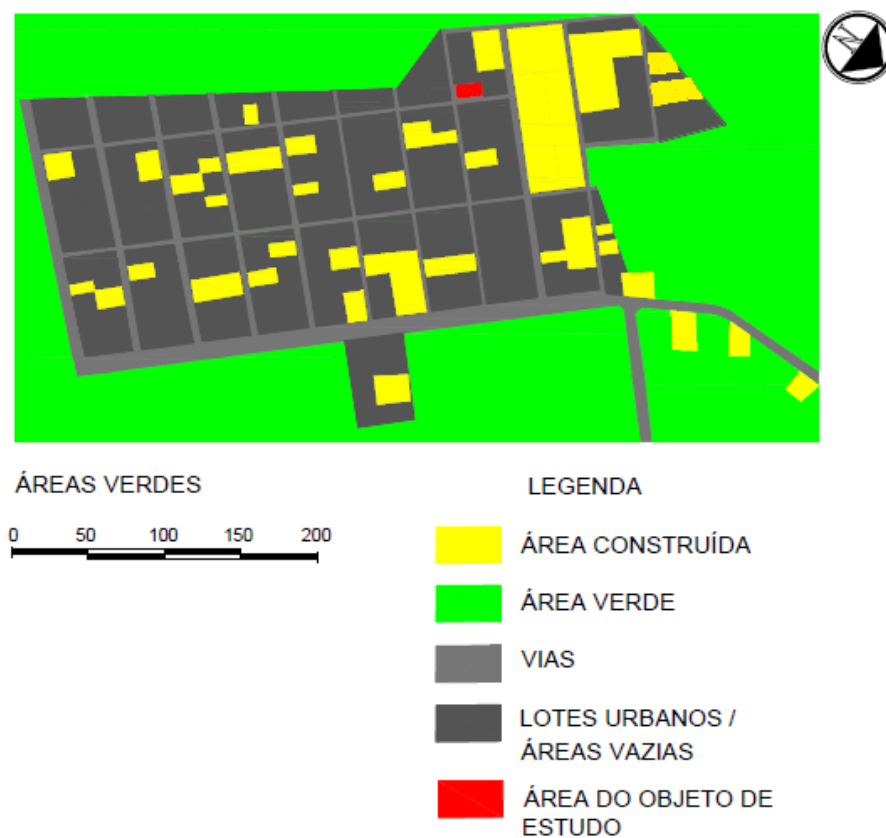 N
ÁREAS VERDES
0 50 100 150 200
LEGENDA
ÁREA CONSTRUÍDA
ÁREA VERDE
VIAS
LOTES URBANOS /
ÁREAS VAZIAS
ÁREA DO OBJETO DE
ESTUDO